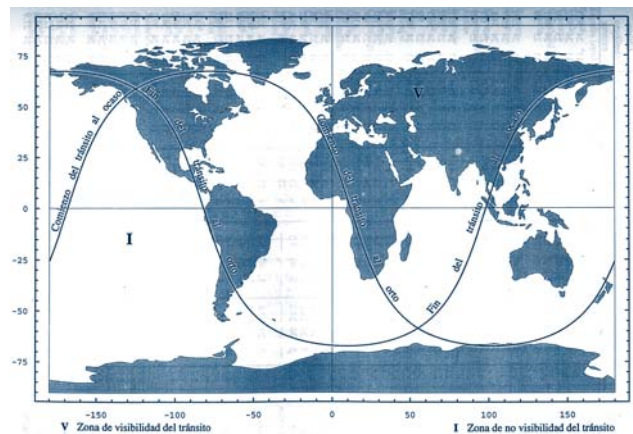 75
50
25
0
-25
-50
-75
Comienzo del tránsito al ocaso
Fin del tránsito al orto
Comienzo del tránsito al orto
Fin del tránsito al ocaso
V
I
-150 -100 -50 0 50 100 150
V Zona de visibilidad del tránsito
I Zona de no visibilidad del tránsito